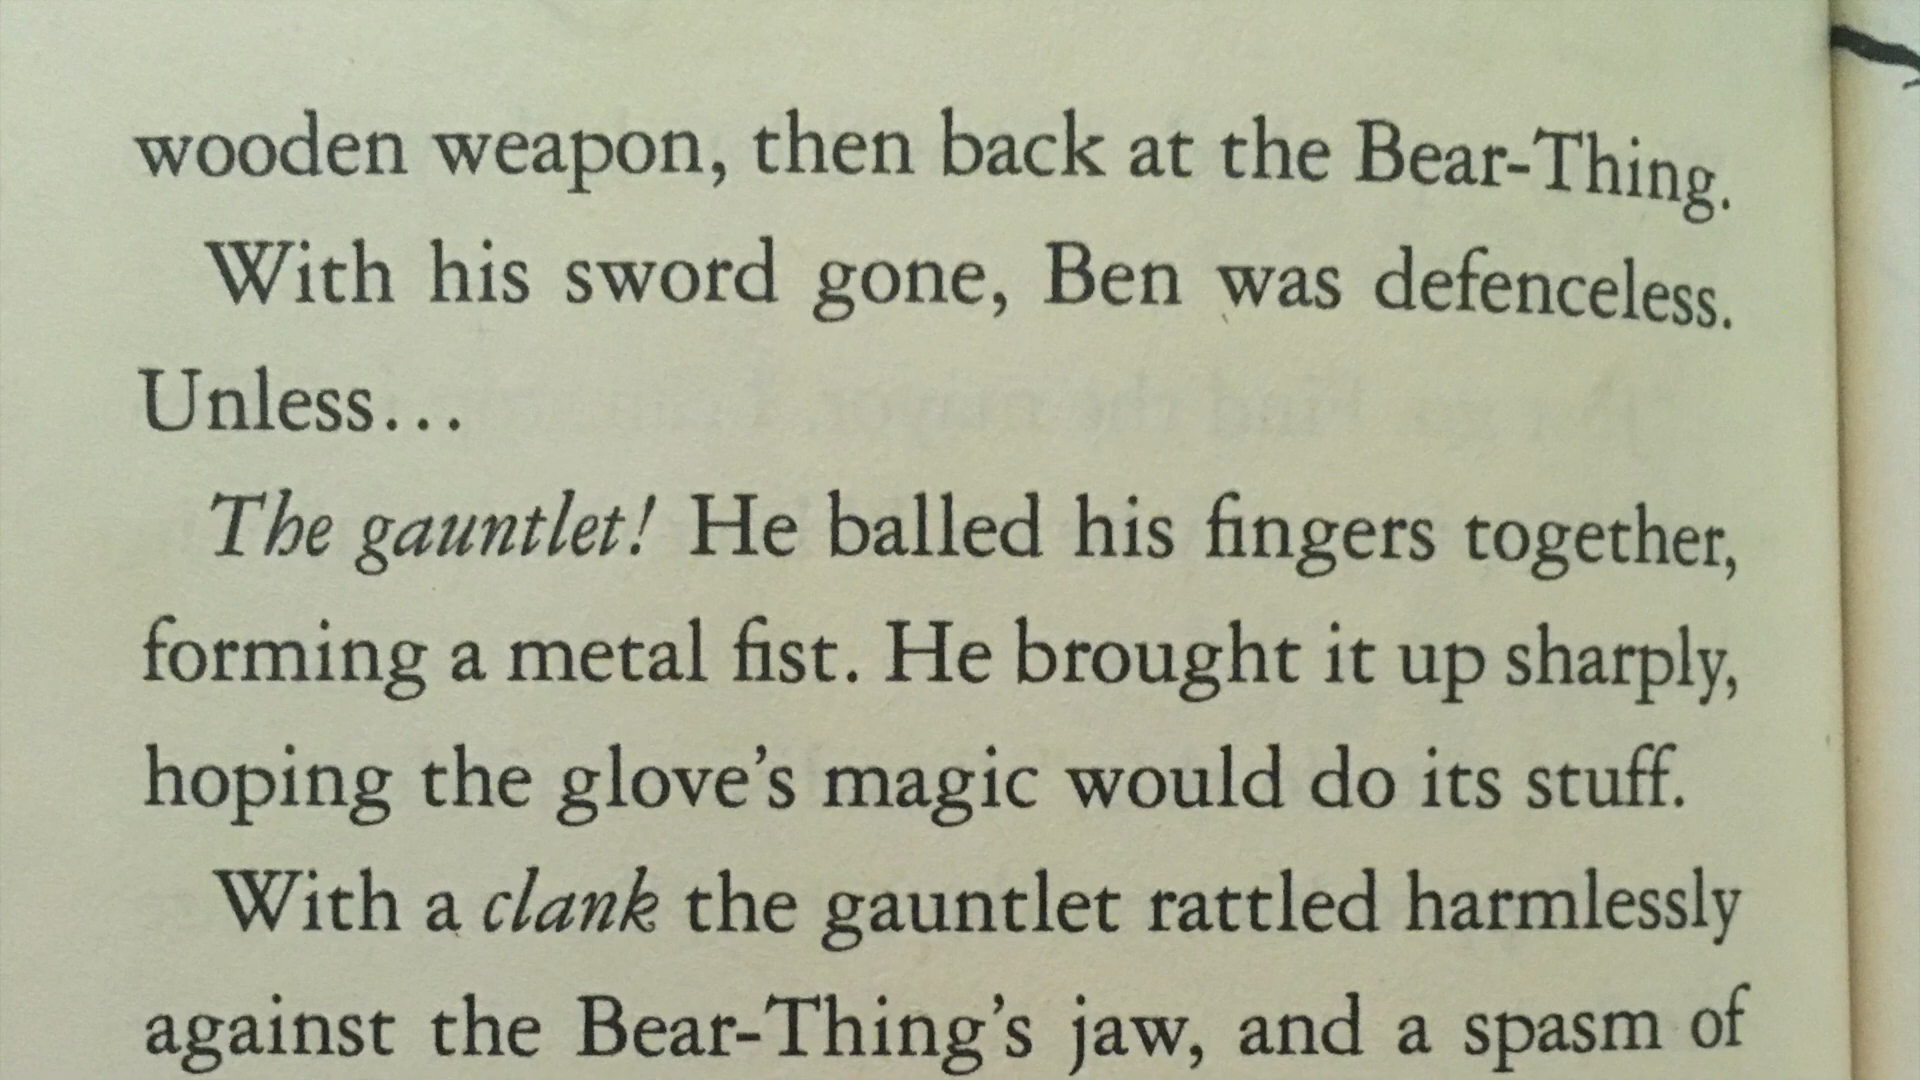 wooden weapon, then back at the Bear-Thing.
With his sword gone, Ben was defenceless.
Unless...
The gauntlet! He balled his fingers together,
forming a metal fist. He brought it up sharply,
hoping the glove's magic would do its stuff.
With a clank the gauntlet rattled harmlessly
against the Bear-Thing's jaw, and a spasm of